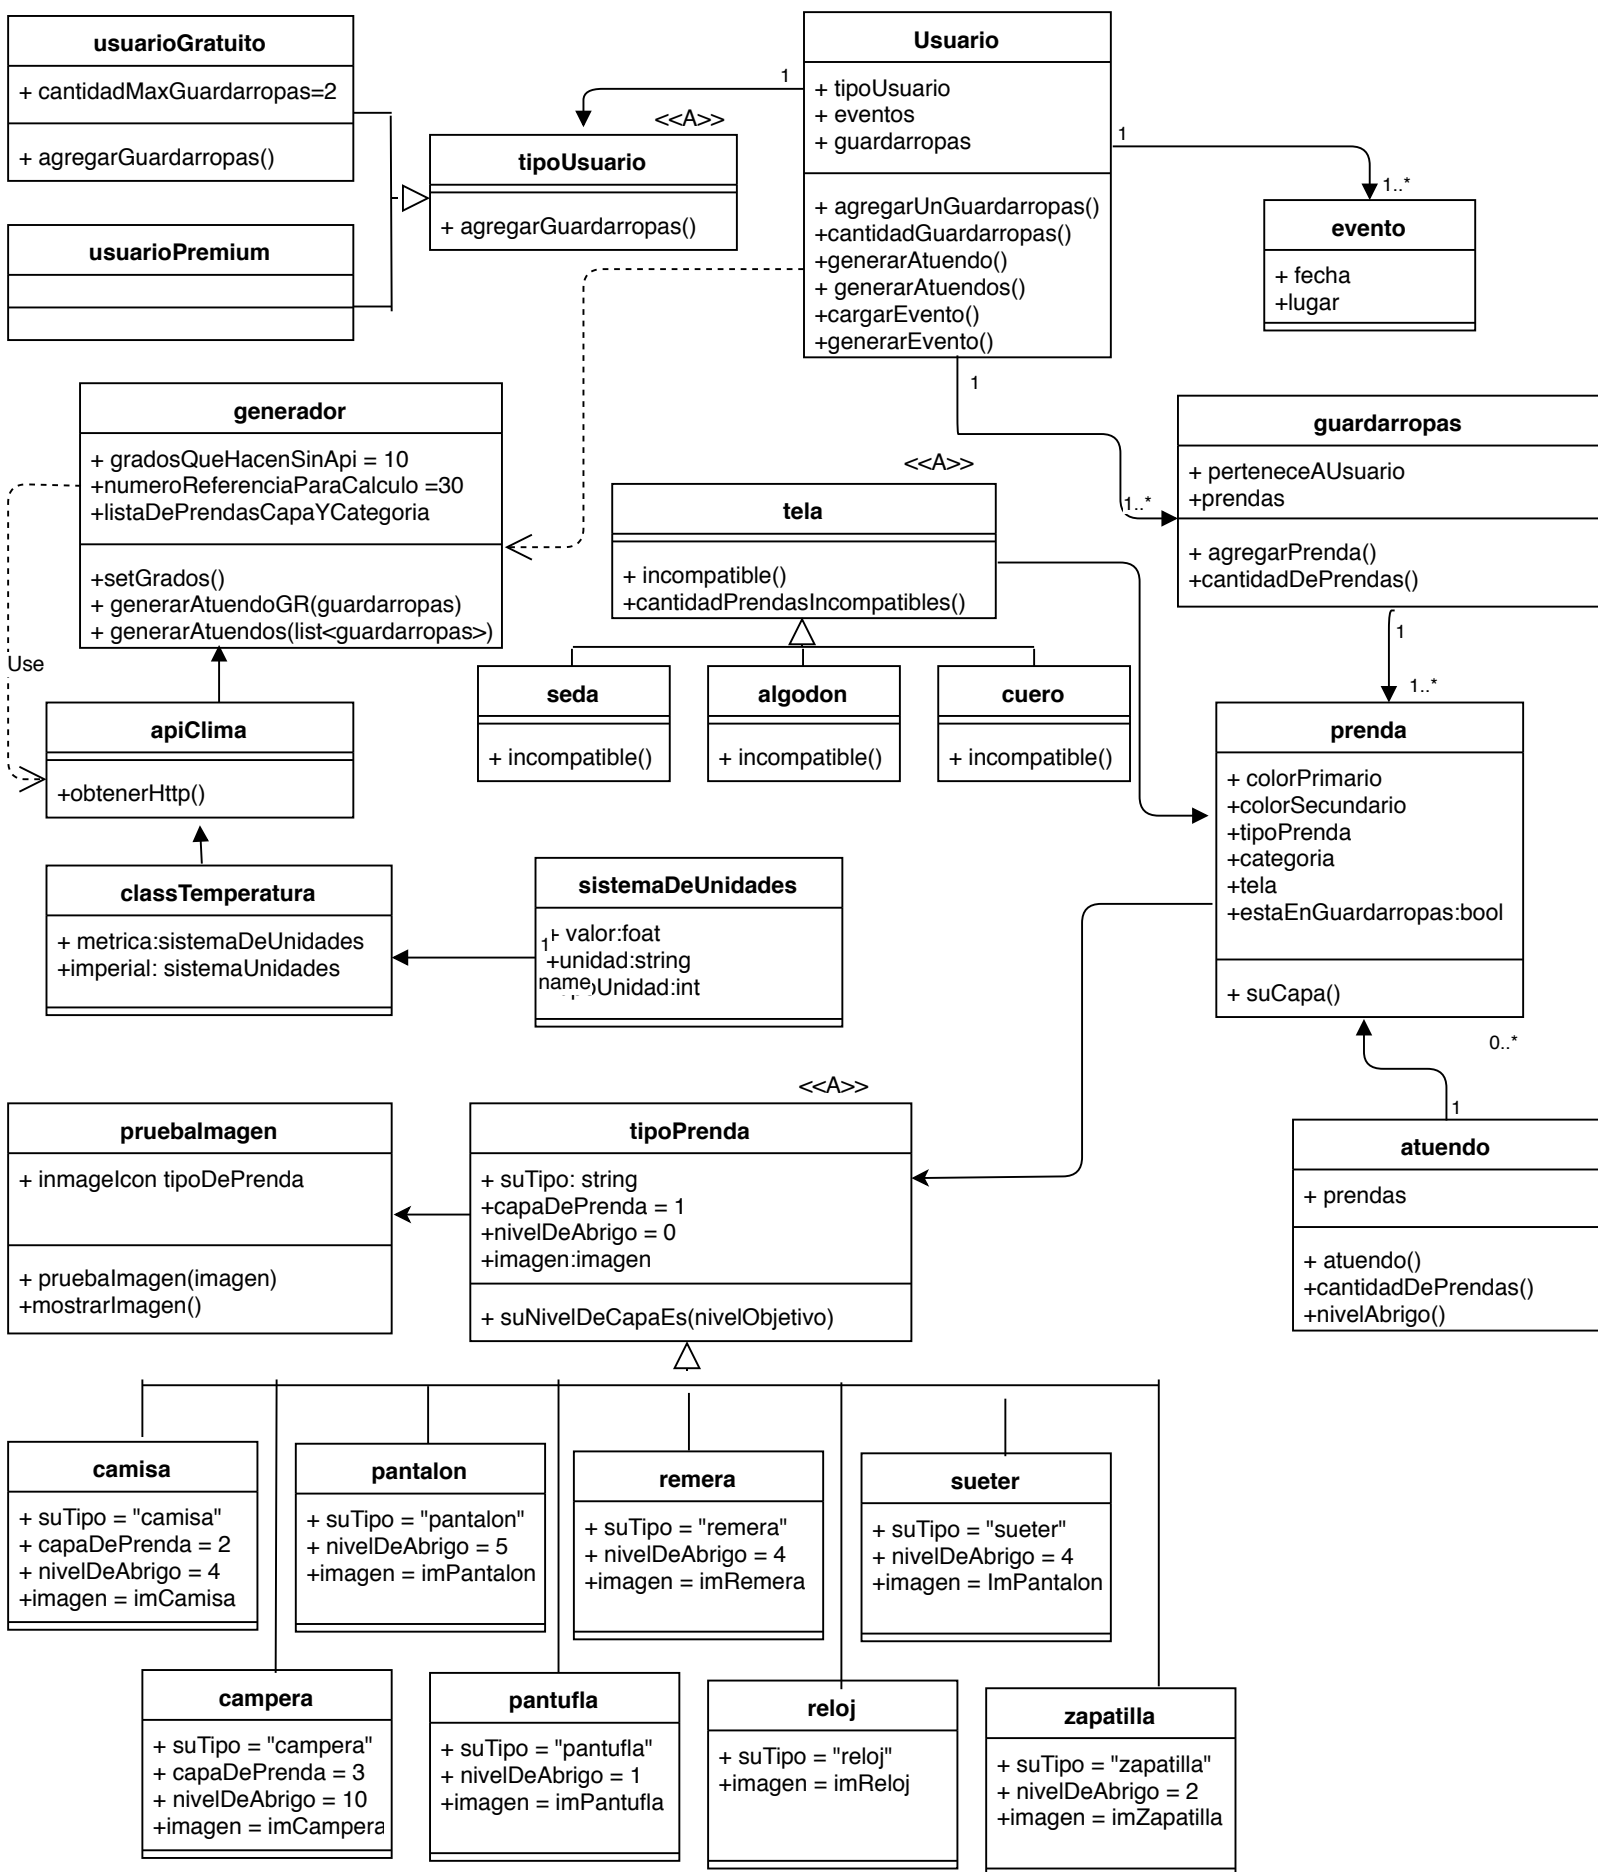 usuarioGratuito
+ cantidadMaxGuardarropas=2
+ agregarGuardarropas()
usuarioPremium
<<A>>
tipoUsuario
+ agregarGuardarropas()
1
Usuario
+ tipoUsuario
+ eventos
+ guardarropas
+ agregarUnGuardarropas()
+cantidadGuardarropas()
+generarAtuendo()
+ generarAtuendos()
+cargarEvento()
+generarEvento()
1
1..*
evento
+ fecha
+lugar
1
1..*
generador
+ gradosQueHacenSinApi = 10
+numeroReferenciaParaCalculo =30
+listaDePrendasCapaYCategoria
+setGrados()
+ generarAtuendoGR(guardarropas)
+ generarAtuendos(list<guardarropas>)
Use
<<A>>
tela
+ incompatible()
+cantidadPrendasIncompatibles()
guardarropas
+ perteneceAUsuario
+prendas
+ agregarPrenda()
+cantidadDePrendas()
1
1..*
seda
+ incompatible()
algodon
+ incompatible()
cuero
+ incompatible()
apiClima
+obtenerHttp()
prenda
+ colorPrimario
+colorSecundario
+tipoPrenda
+categoria
+tela
+estaEnGuardarropas:bool
+ suCapa()
classTemperatura
+ metrica:sistemaDeUnidades
+imperial: sistemaUnidades
sistemaDeUnidades
+ valor:foat
1
+unidad:string
name
Unidad:int
0..*
1
<<A>>
pruebaImagen
+ inmageIcon tipoDePrenda
+ pruebaImagen(imagen)
+mostrarImagen()
tipoPrenda
+ suTipo: string
+capaDePrenda = 1
+nivelDeAbrigo = 0
+imagen:imagen
+ suNivelDeCapaEs(nivelObjetivo)
atuendo
+ prendas
+ atuendo()
+cantidadDePrendas()
+nivelAbrigo()
camisa
+ suTipo = "camisa"
+ capaDePrenda = 2
+ nivelDeAbrigo = 4
+imagen = imCamisa
pantalon
+ suTipo = "pantalon"
+ nivelDeAbrigo = 5
+imagen = imPantalon
remera
+ suTipo = "remera"
+ nivelDeAbrigo = 4
+imagen = imRemera
sueter
+ suTipo = "sueter"
+ nivelDeAbrigo = 4
+imagen = ImPantalon
campera
+ suTipo = "campera"
+ capaDePrenda = 3
+ nivelDeAbrigo = 10
+imagen = imCampera
pantufla
+ suTipo = "pantufla"
+ nivelDeAbrigo = 1
+imagen = imPantufla
reloj
+ suTipo = "reloj"
+imagen = imReloj
zapatilla
+ suTipo = "zapatilla"
+ nivelDeAbrigo = 2
+imagen = imZapatilla